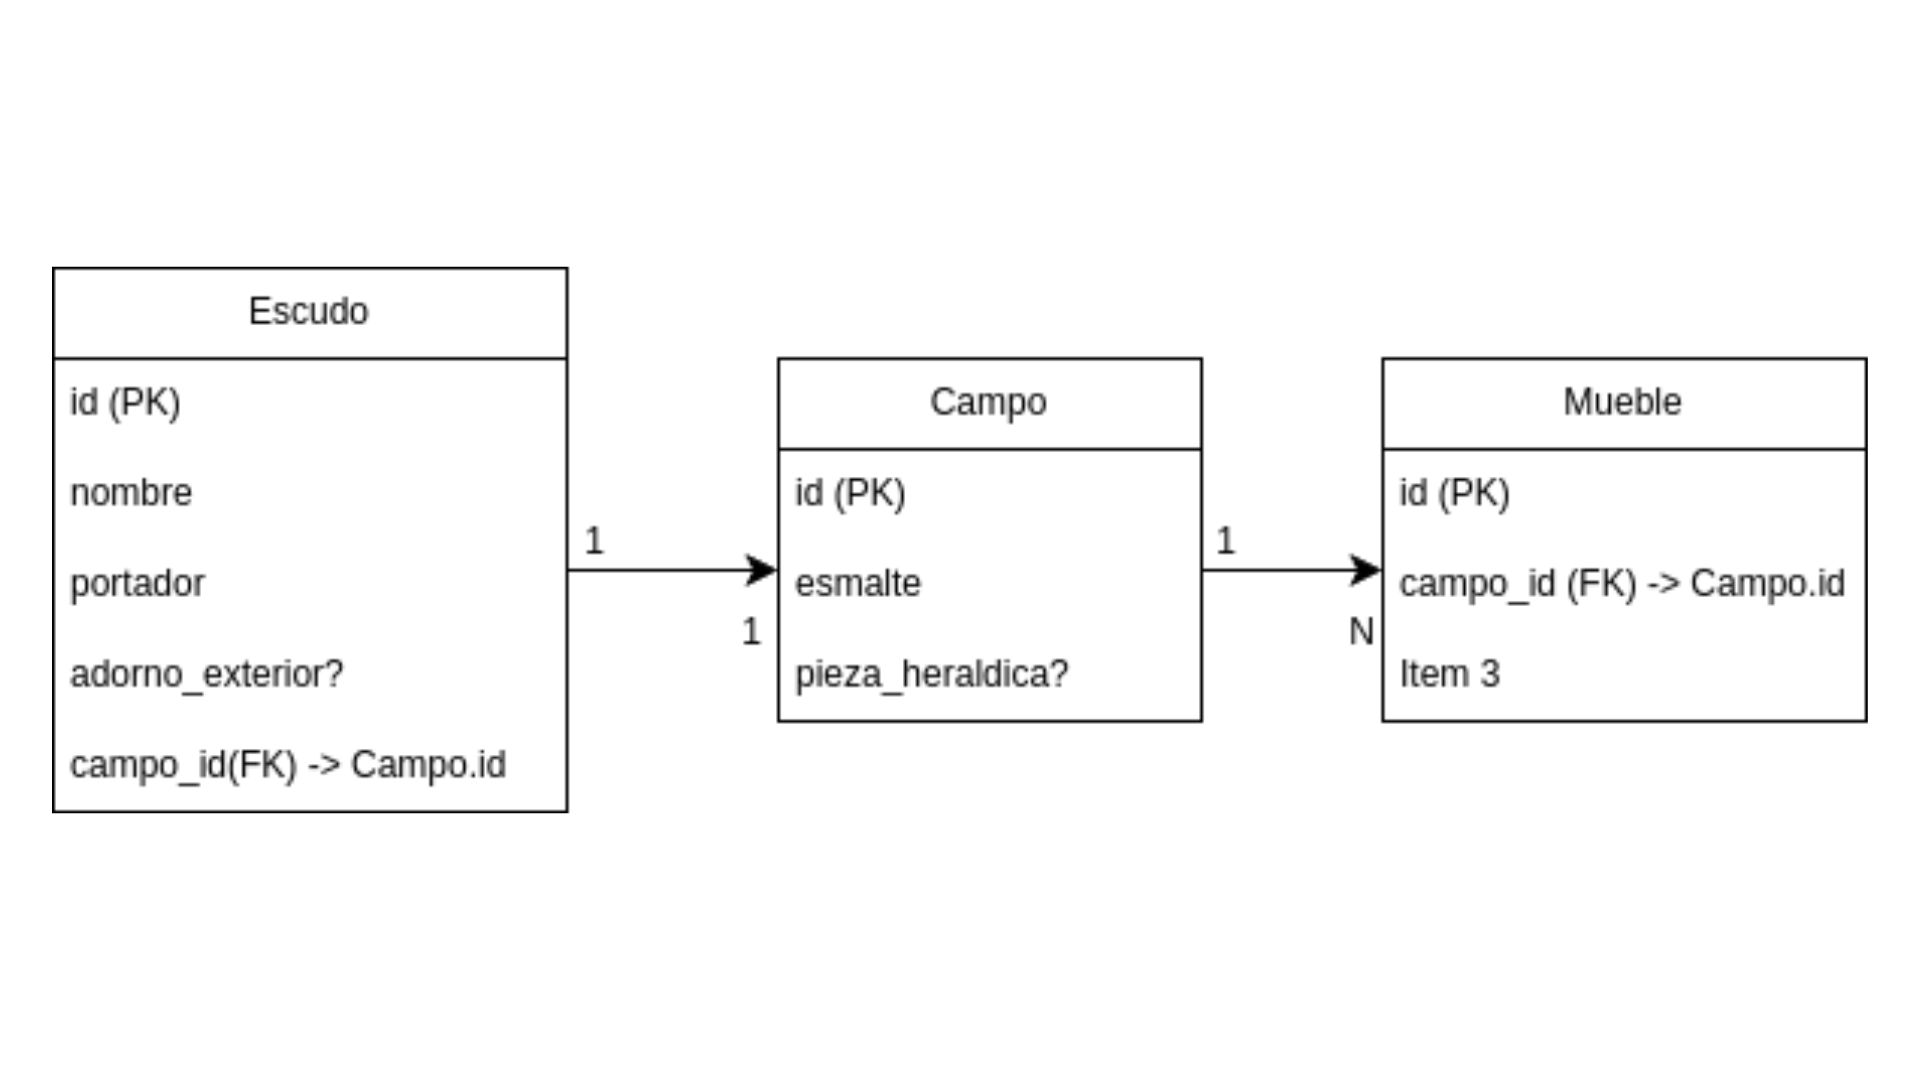 Escudo
id (PK)
nombre
portador
adorno_exterior?
campo_id(FK) -> Campo.id
1
1
Campo
id (PK)
esmalte
pieza_heraldica?
1
N
Mueble
id (PK)
campo_id (FK) -> Campo.id
Item 3